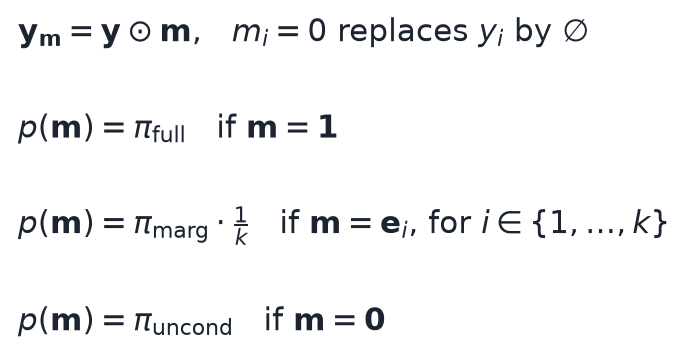 𝐲_𝐦 = 𝐲 ⊙ 𝐦, m_i = 0 replaces y_i by ∅
p(𝐦) = π_full if 𝐦 = 𝟏
p(𝐦) = π_marg · 1/k if 𝐦 = 𝐞_i, for i ∈ {1, …, k}
p(𝐦) = π_uncond if 𝐦 = 𝟎